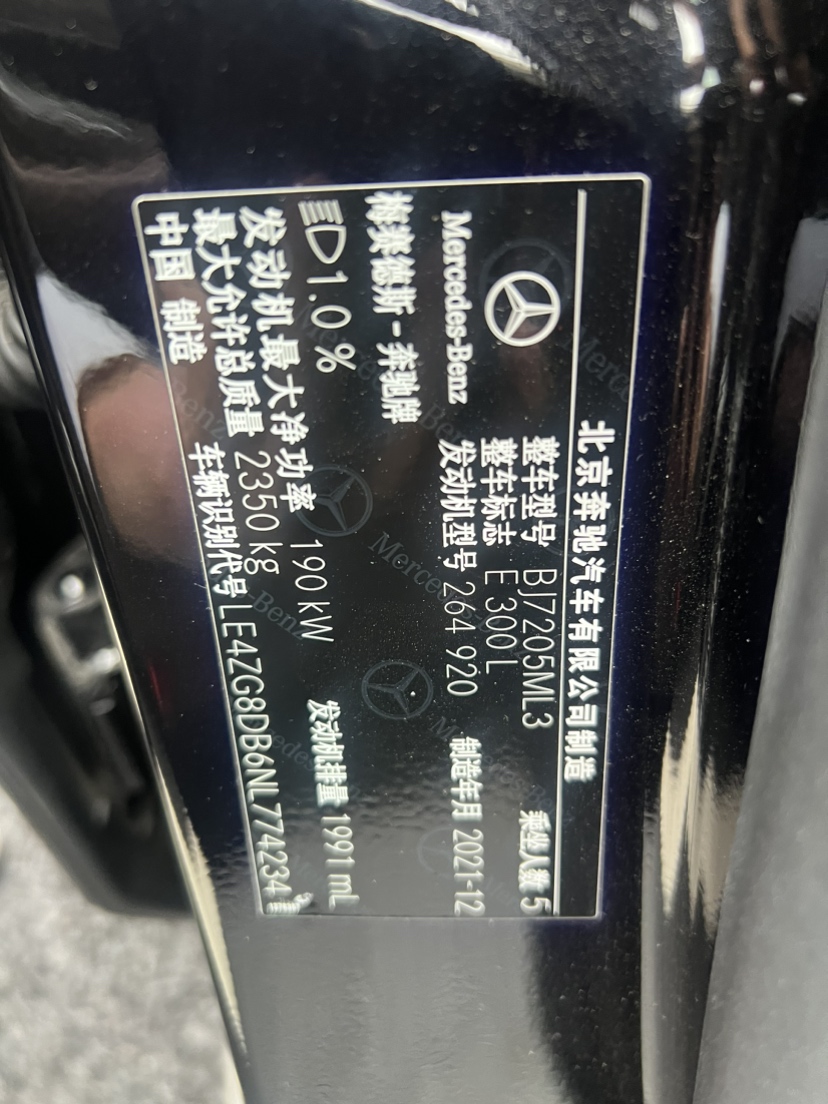 北京奔驰汽车有限公司制造
Mercedes-Benz
整车型号 BJ7205ML3 乘坐人数 5
整车标志 E 300 L
发动机型号 264 920 制造年月 2021-12
梅赛德斯-奔驰牌
1.0 %
发动机最大净功率 190 kW 发动机排量 1991 mL
最大允许总质量 2350 kg
中国 制造 车辆识别代号 LE4ZG8DB6NL774234